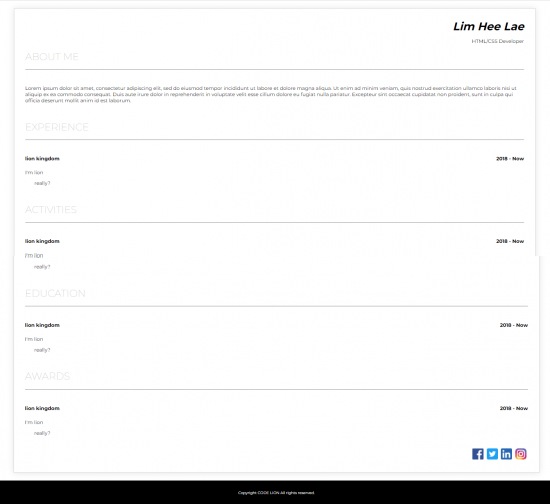 Lim Hee Lae
HTML/CSS Developer
ABOUT ME
Lorem ipsum dolor sit amet, consectetur adipiscing elit, sed do eiusmod tempor incididunt ut labore et dolore magna aliqua. Ut enim ad minim veniam, quis nostrud exercitation ullamco laboris nisi ut
aliquip ex ea commodo consequat. Duis aute irure dolor in reprehenderit in voluptate velit esse cillum dolore eu fugiat nulla pariatur. Excepteur sint occaecat cupidatat non proident, sunt in culpa qui
officia deserunt mollit anim id est laborum.
EXPERIENCE
lion kingdom 2018 - Now
I'm lion
really?
ACTIVITIES
lion kingdom 2018 - Now
I'm lion
really?
EDUCATION
lion kingdom 2018 - Now
I'm lion
really?
AWARDS
lion kingdom 2018 - Now
I'm lion
really?
Copyright CODE LION All rights reserved.